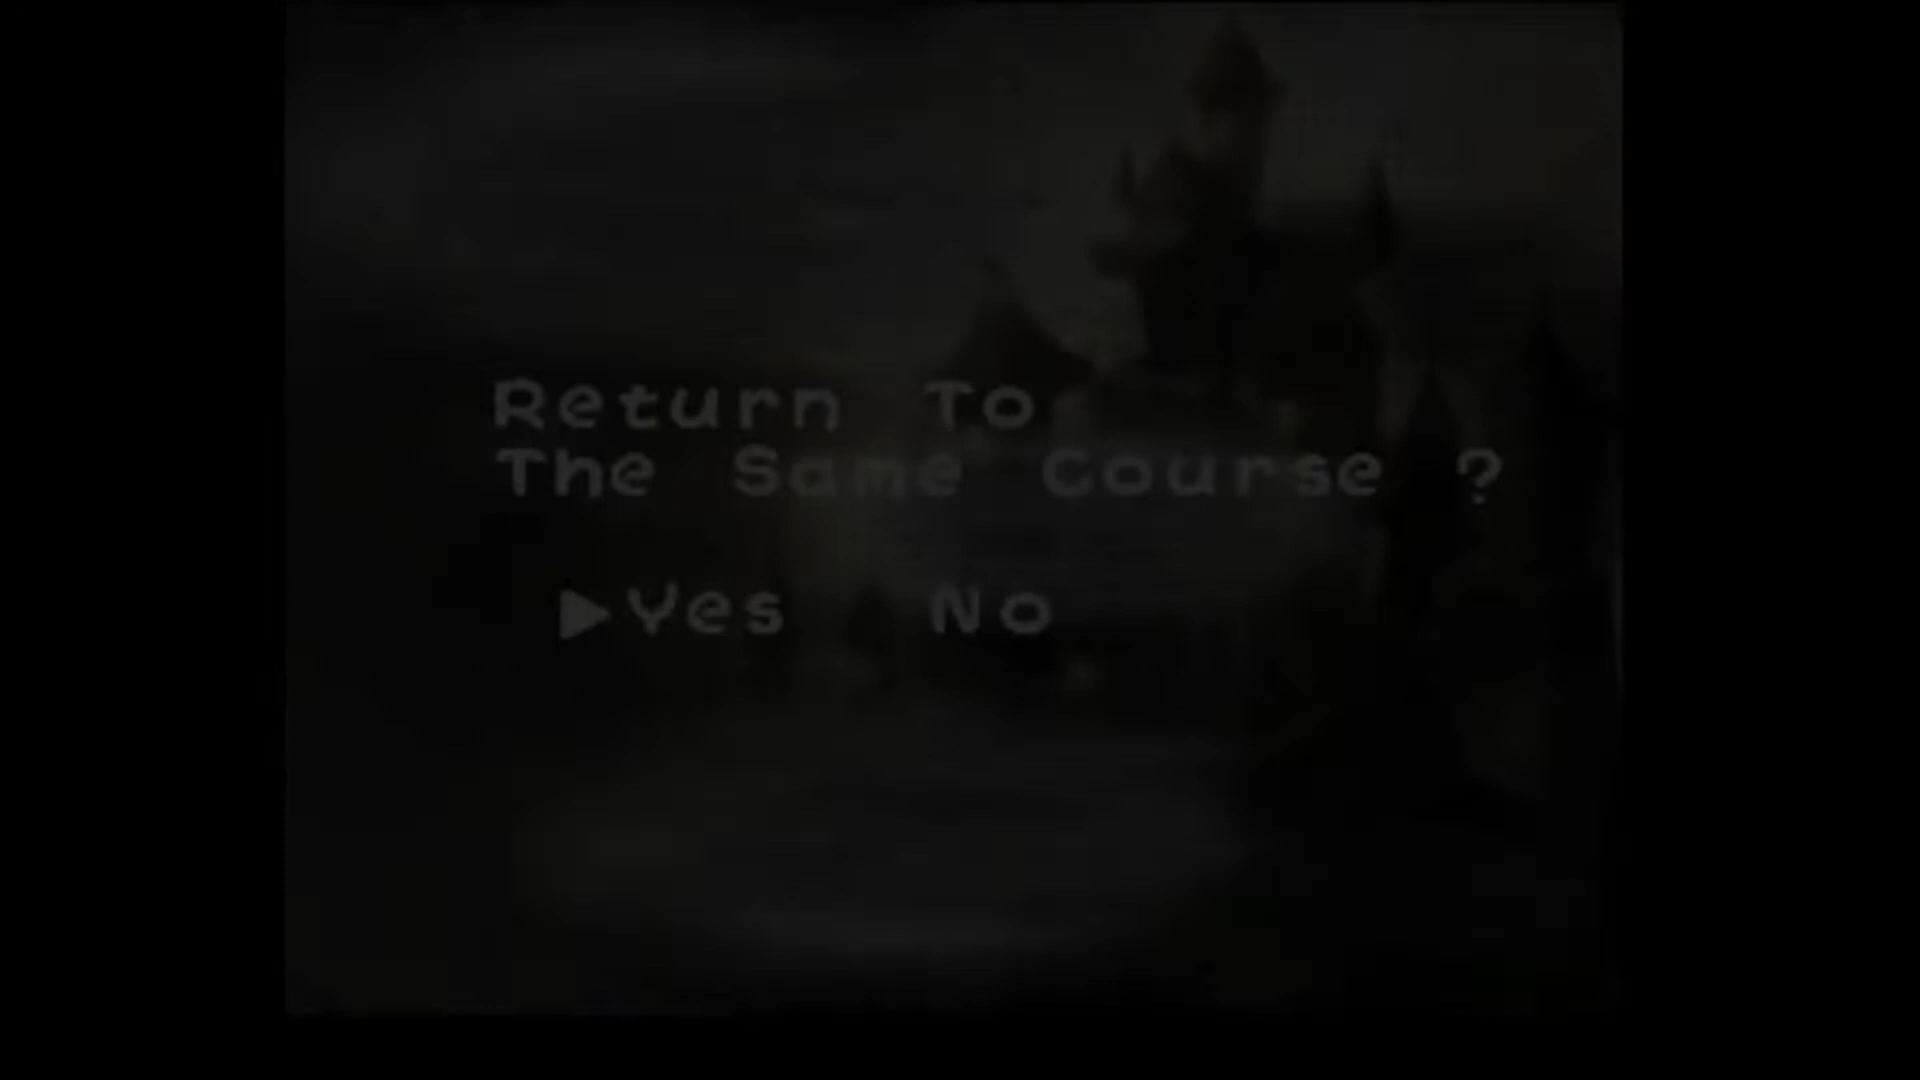 Return To
The Same Course ?
▶Yes No